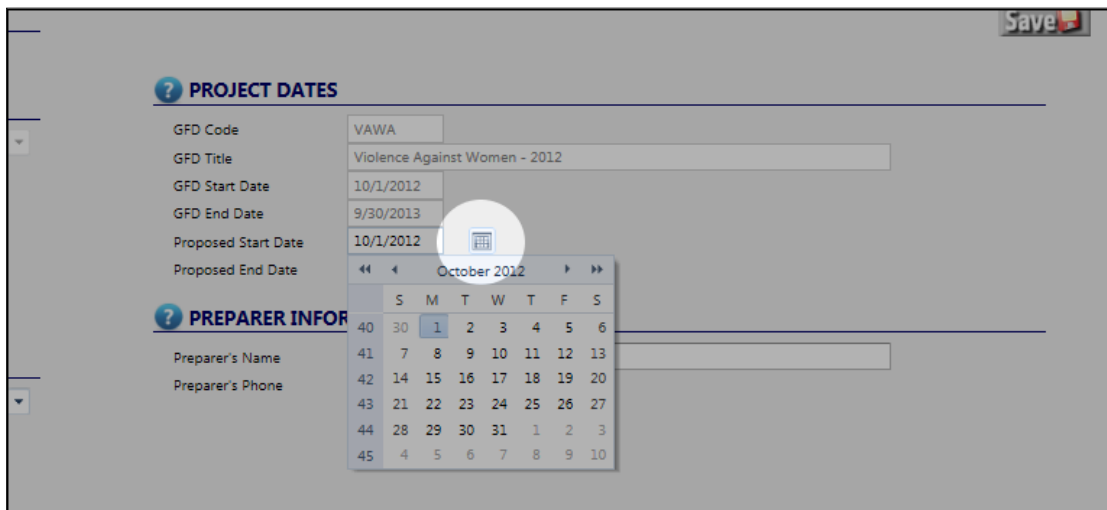 Save
? PROJECT DATES
GFD Code VAWA
GFD Title Violence Against Women - 2012
GFD Start Date 10/1/2012
GFD End Date 9/30/2013
Proposed Start Date 10/1/2012
Proposed End Date
October 2012
S M T W T F S
40 30 1 2 3 4 5 6
41 7 8 9 10 11 12 13
42 14 15 16 17 18 19 20
43 21 22 23 24 25 26 27
44 28 29 30 31 1 2 3
45 4 5 6 7 8 9 10
? PREPARER INFOR
Preparer's Name
Preparer's Phone